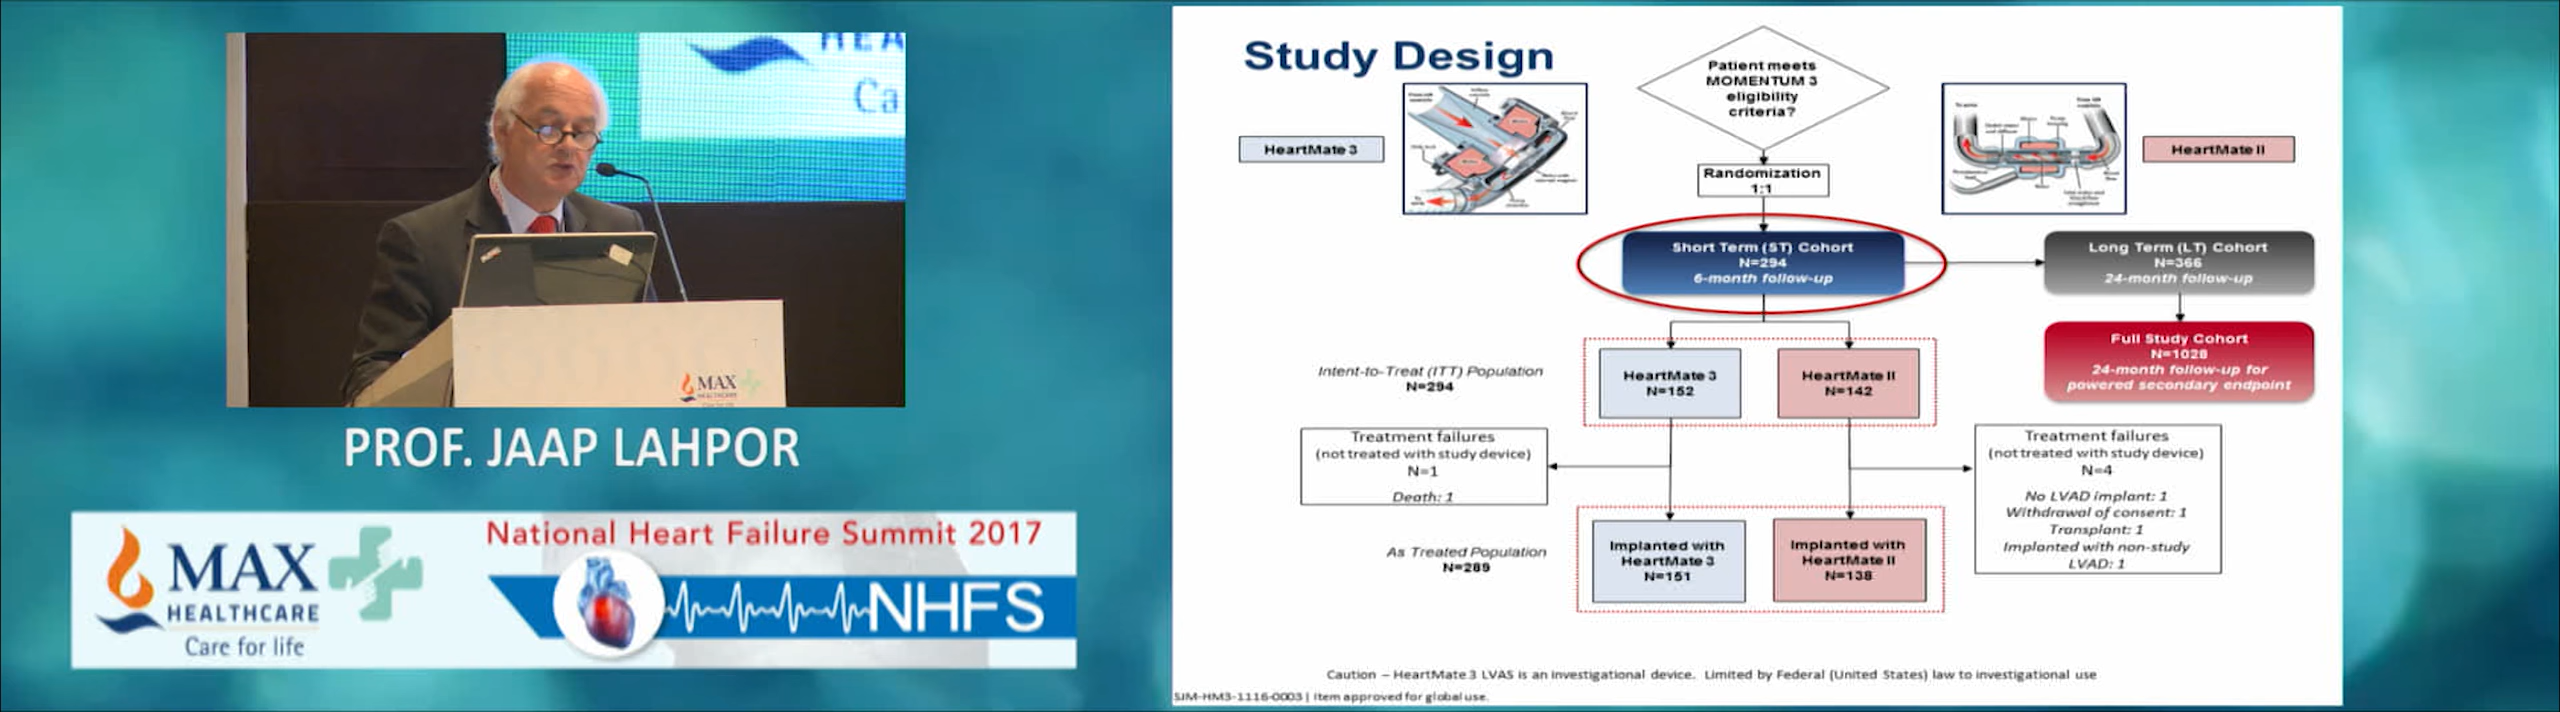 HEA
Ca
MAX
HEALTHCARE
PROF. JAAP LAHPOR
MAX
HEALTHCARE
Care for life
National Heart Failure Summit 2017
NHFS
Study Design
Patient meets
MOMENTUM 3
eligibility
criteria?
HeartMate 3
HeartMate II
Randomization
1:1
Short Term (ST) Cohort
N=294
6-month follow-up
Long Term (LT) Cohort
N=366
24-month follow-up
Full Study Cohort
N=1028
24-month follow-up for
powered secondary endpoint
Intent-to-Treat (ITT) Population
N=294
HeartMate 3
N=152
HeartMate II
N=142
Treatment failures
(not treated with study device)
N=1
Death: 1
Treatment failures
(not treated with study device)
N=4
No LVAD implant: 1
Withdrawal of consent: 1
Transplant: 1
Implanted with non-study
LVAD: 1
As Treated Population
N=289
Implanted with
HeartMate 3
N=151
Implanted with
HeartMate II
N=138
Caution – HeartMate 3 LVAS is an investigational device. Limited by Federal (United States) law to investigational use
SJM-HM3-1116-0003 | Item approved for global use.